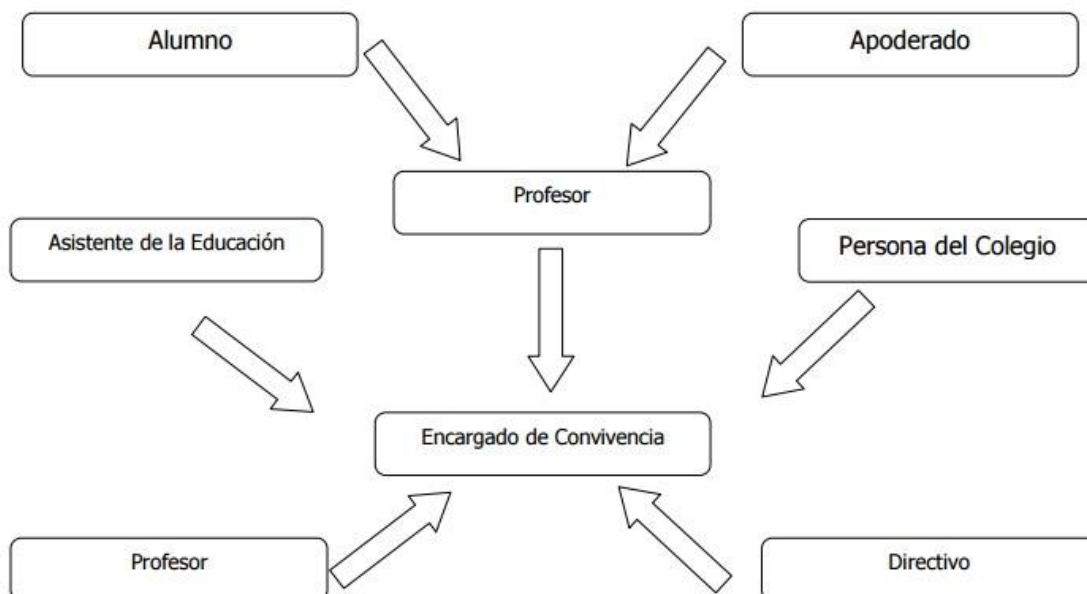 Alumno
Apoderado
Profesor
Asistente de la Educación
Persona del Colegio
Encargado de Convivencia
Profesor
Directivo